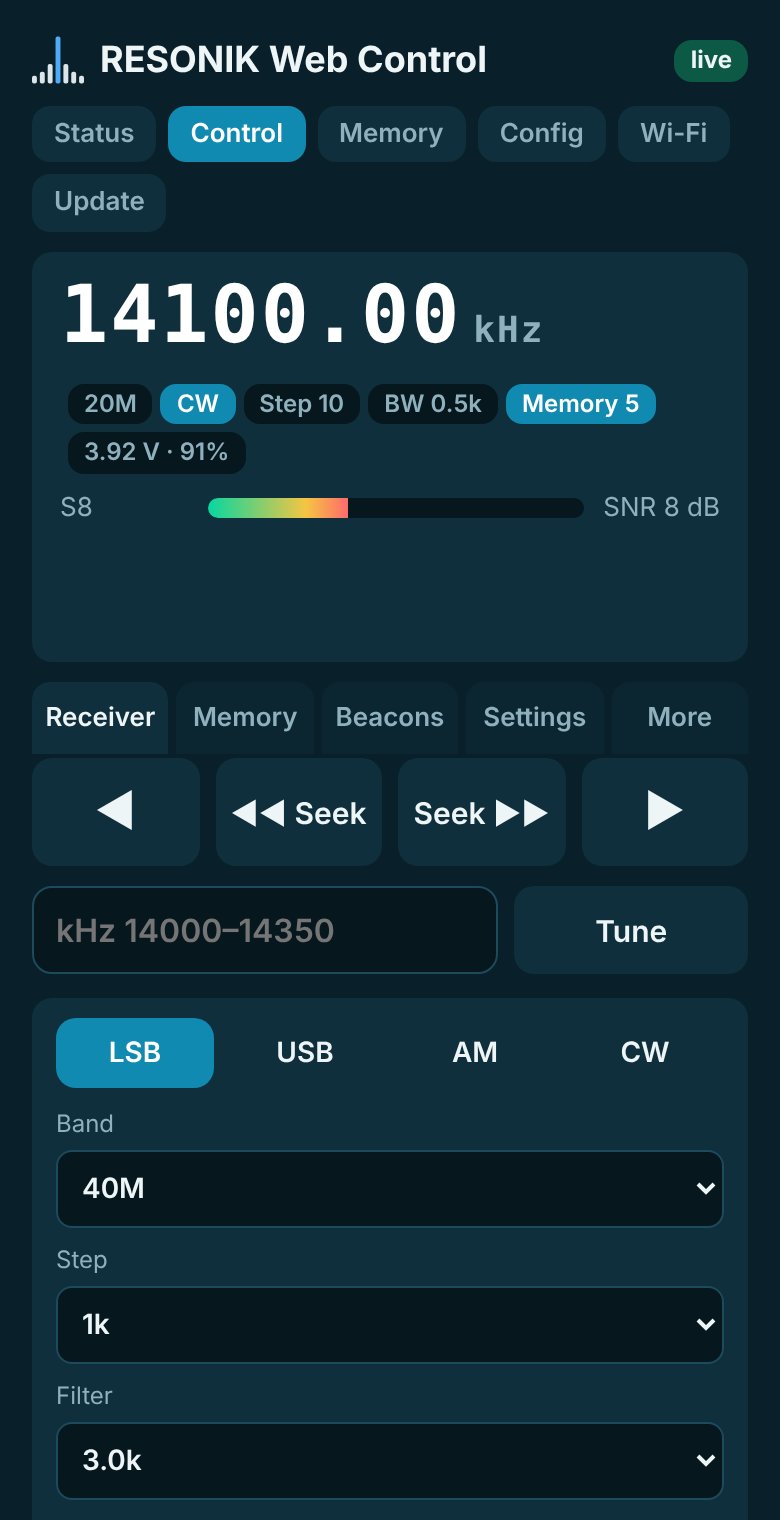 RESONIK Web Control
live
Status
Control
Memory
Config
Wi-Fi
Update
14100.00 kHz
20M
CW
Step 10
BW 0.5k
Memory 5
3.92 V · 91%
S8
SNR 8 dB
Receiver
Memory
Beacons
Settings
More
◀
◀◀ Seek
Seek ▶▶
▶
kHz 14000–14350
Tune
LSB
USB
AM
CW
Band
40M
Step
1k
Filter
3.0k